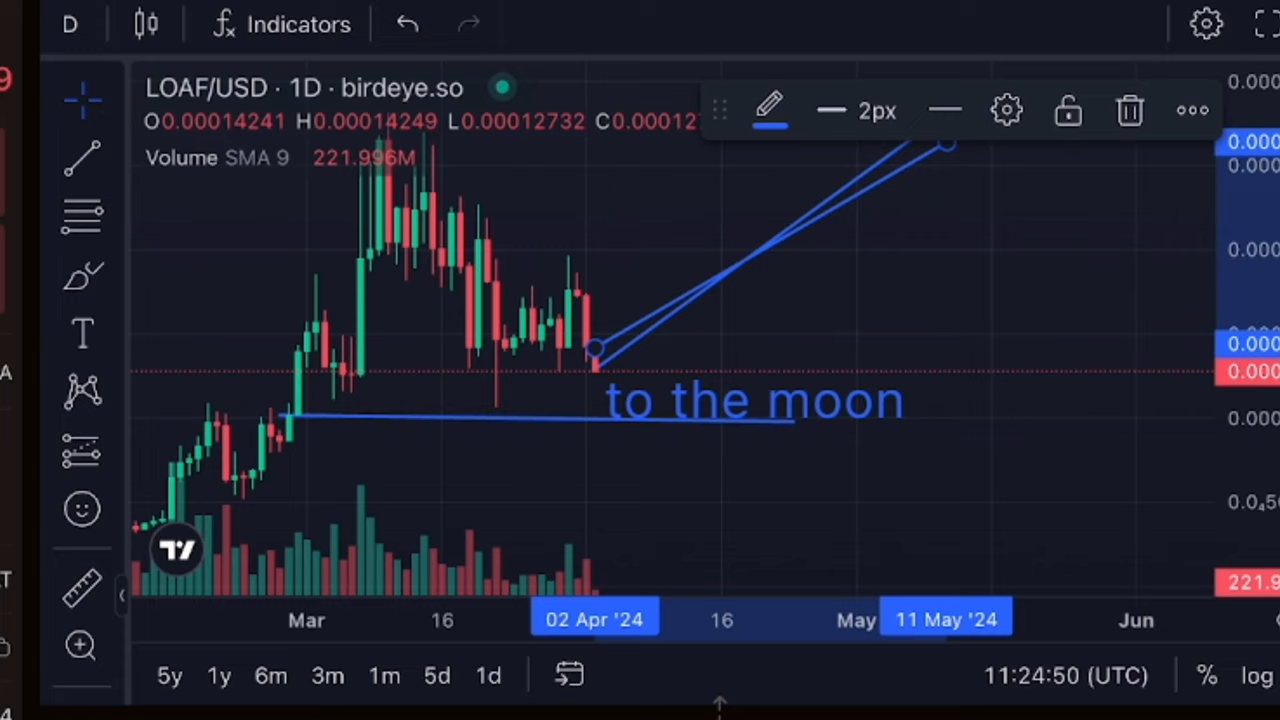 D Indicators
9
LOAF/USD · 1D · birdeye.so
O0.00014241 H0.00014249 L0.00012732 C0.00012
2px
Volume SMA 9 221.996M
0.000
0.000
0.000
0.000
0.000
0.000
0.000
A
to the moon
0.000
0.0₄5
221.9
Mar 16 02 Apr '24 16 May 11 May '24 Jun
5y 1y 6m 3m 1m 5d 1d 11:24:50 (UTC) % log